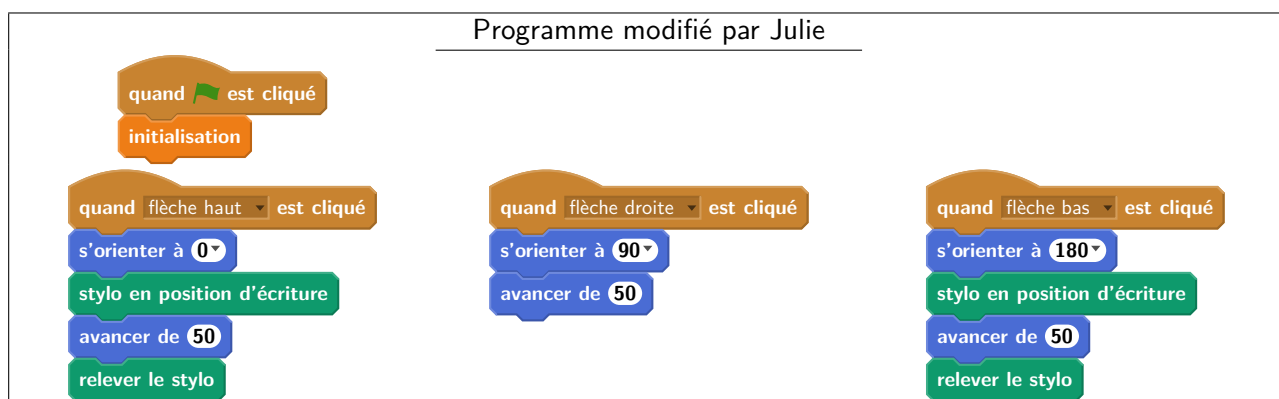 Programme modifié par Julie
quand est cliqué
initialisation
quand flèche haut est cliqué
s'orienter à 0
stylo en position d'écriture
avancer de 50
relever le stylo
quand flèche droite est cliqué
s'orienter à 90
avancer de 50
quand flèche bas est cliqué
s'orienter à 180
stylo en position d'écriture
avancer de 50
relever le stylo